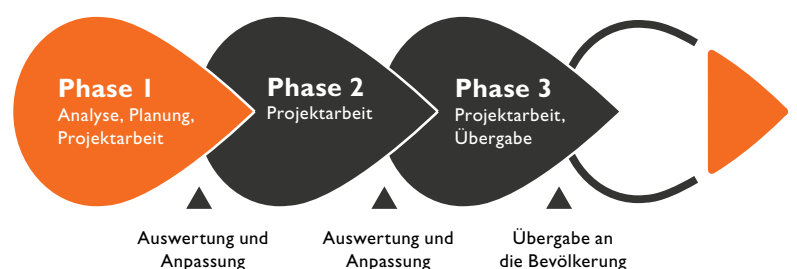 Phase 1
Analyse, Planung,
Projektarbeit
Phase 2
Projektarbeit
Phase 3
Projektarbeit,
Übergabe
Auswertung und
Anpassung
Auswertung und
Anpassung
Übergabe an
die Bevölkerung